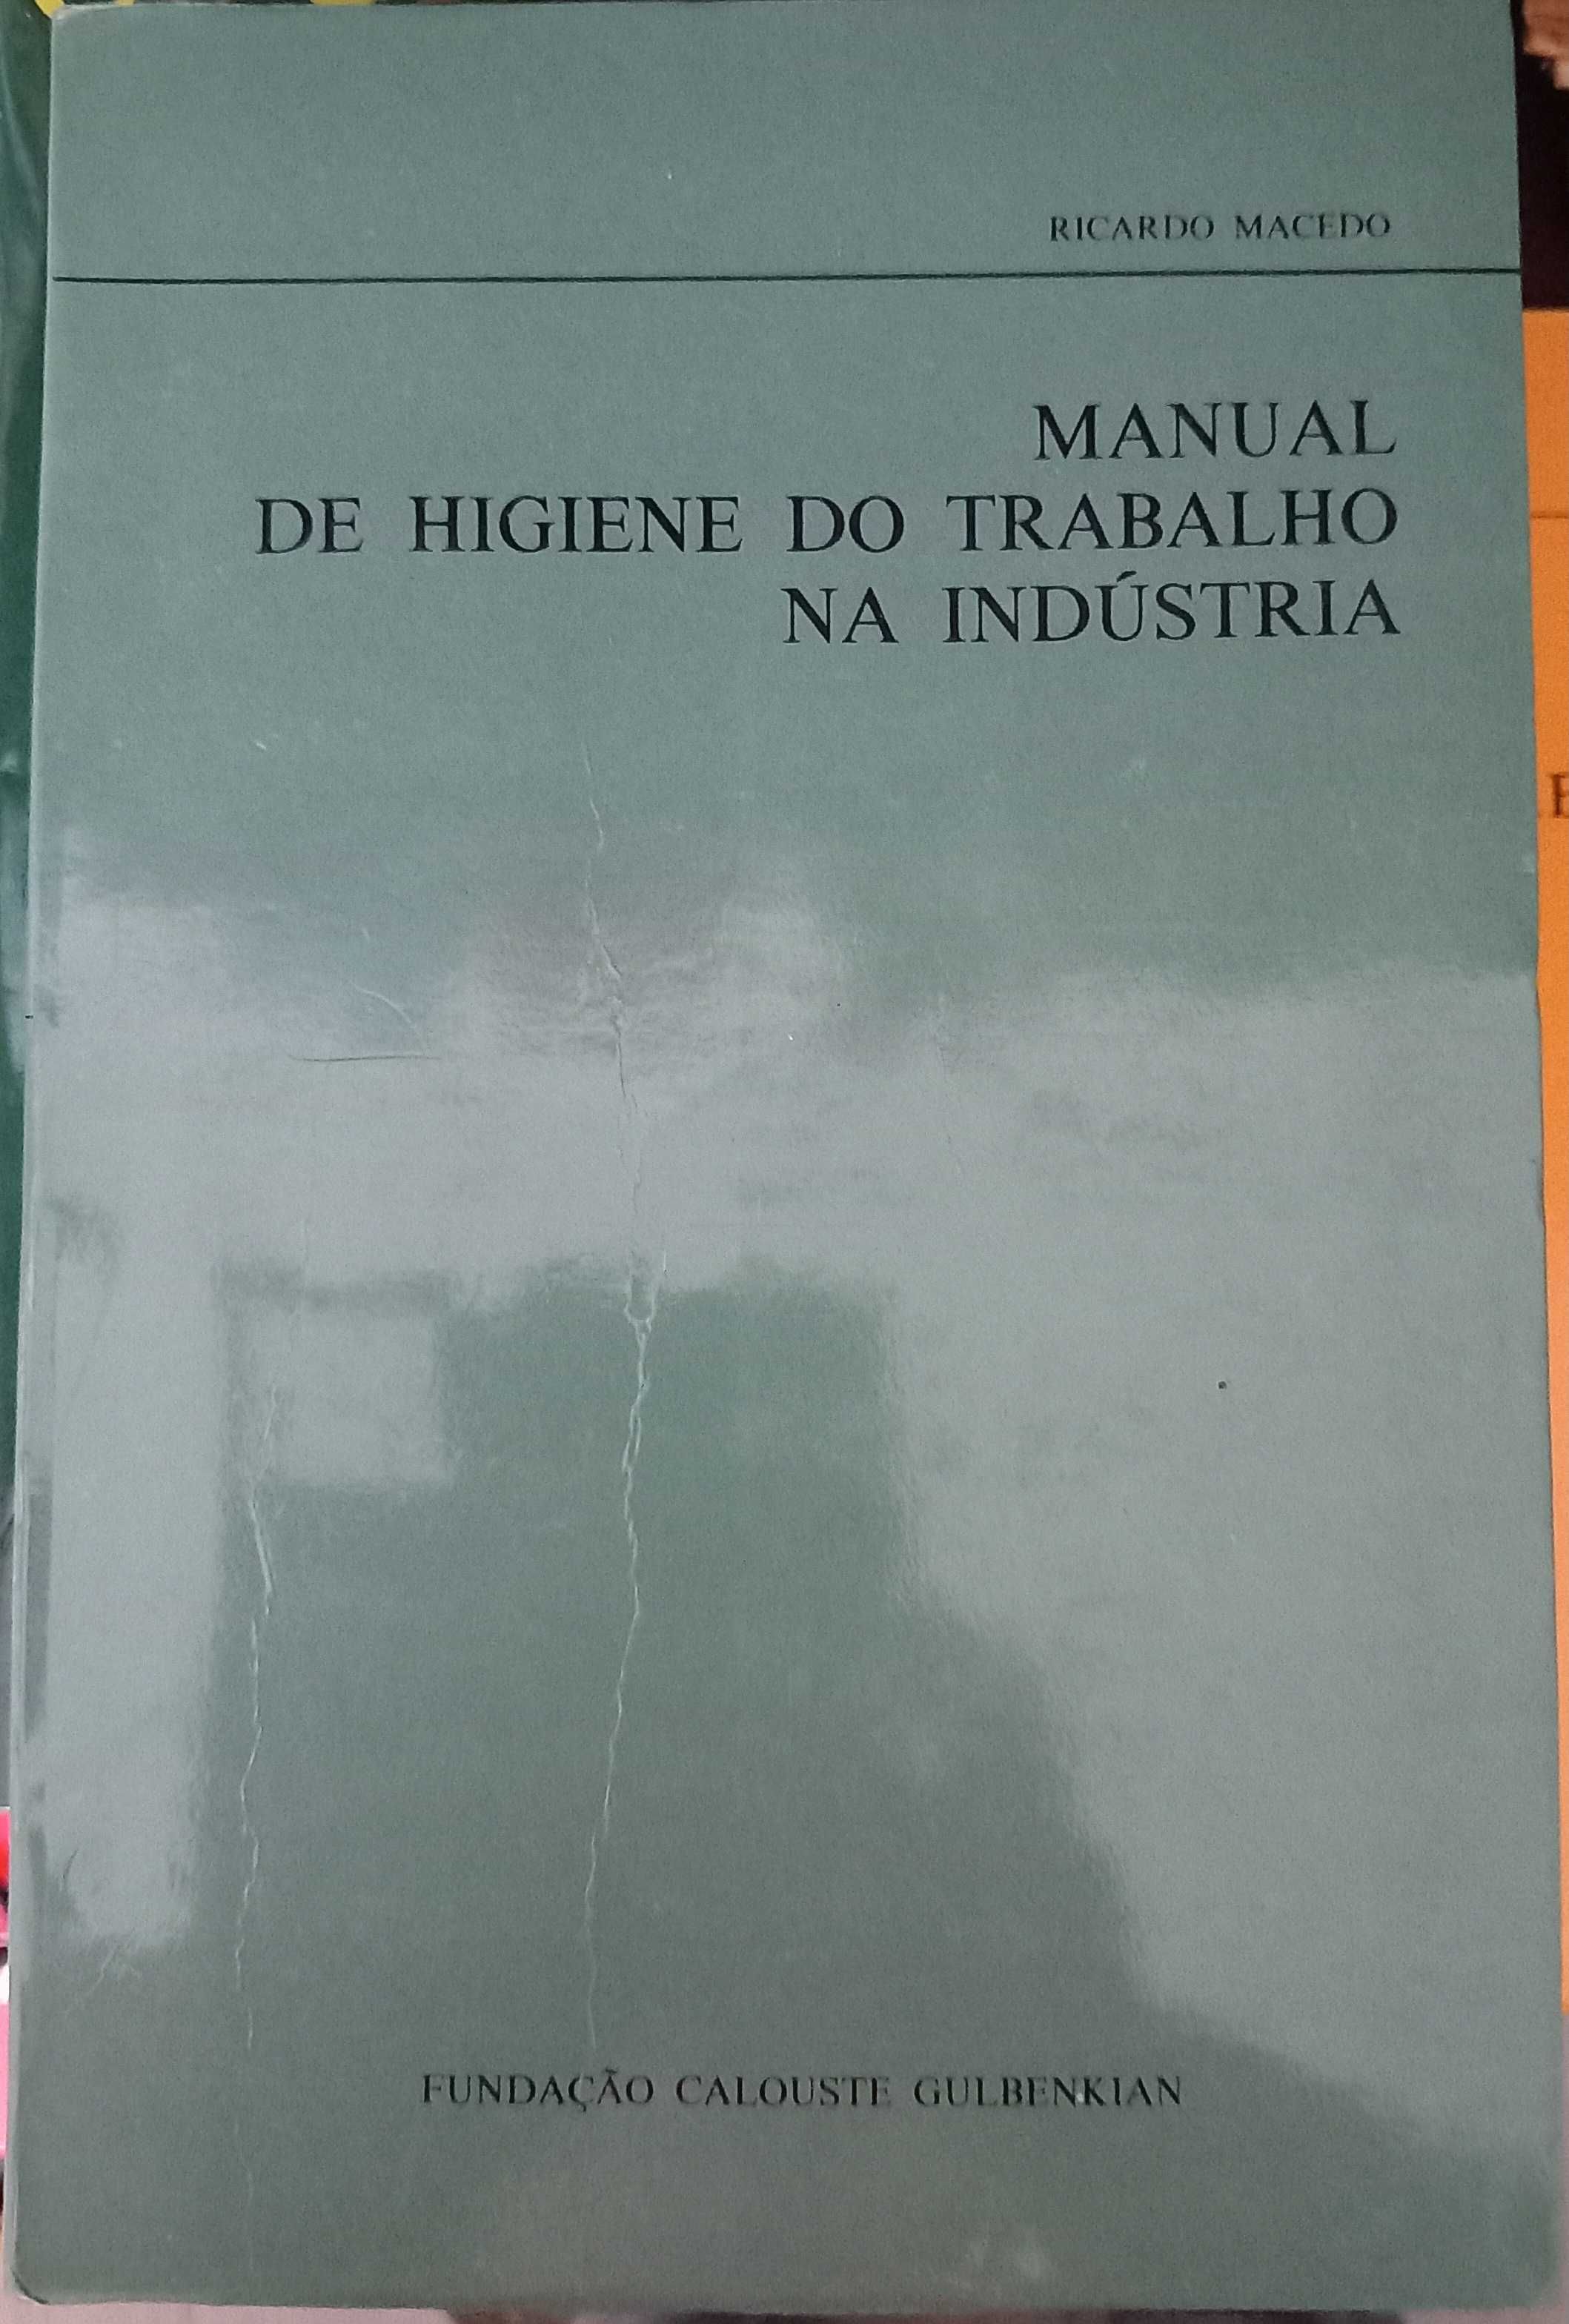 RICARDO MACEDO
MANUAL
DE HIGIENE DO TRABALHO
NA INDÚSTRIA
E
FUNDAÇÃO CALOUSTE GULBENKIAN